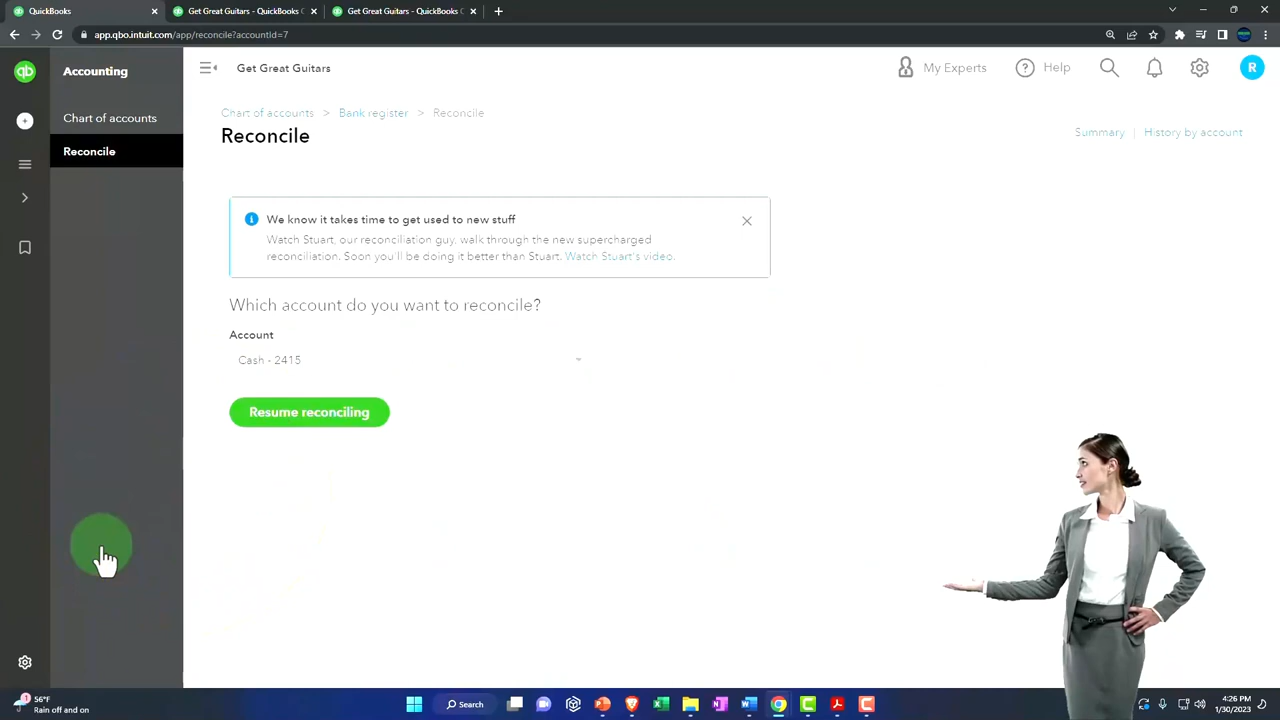 QuickBooks
Get Great Guitars - QuickBooks C
Get Great Guitars - QuickBooks C
app.qbo.intuit.com/app/reconcile?accountId=7
qb
Accounting
Get Great Guitars
My Experts
Help
R
Chart of accounts
Reconcile
Chart of accounts > Bank register > Reconcile
Reconcile
Summary | History by account
We know it takes time to get used to new stuff
Watch Stuart, our reconciliation guy, walk through the new supercharged
reconciliation. Soon you'll be doing it better than Stuart. Watch Stuart's video.
Which account do you want to reconcile?
Account
Cash - 2415
Resume reconciling
1
56°F
Rain off and on
Search
4:26 PM
1/30/2023